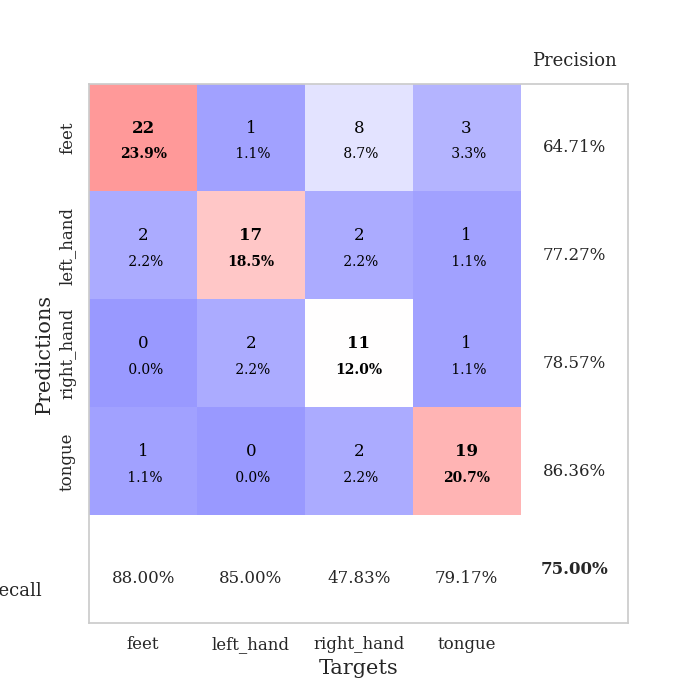 Precision
feet
22 1 8 3
23.9% 1.1% 8.7% 3.3%
64.71%
left_hand
2 17 2 1
2.2% 18.5% 2.2% 1.1%
77.27%
right_hand
0 2 11 1
0.0% 2.2% 12.0% 1.1%
78.57%
tongue
1 0 2 19
1.1% 0.0% 2.2% 20.7%
86.36%
Predictions
ecall
88.00% 85.00% 47.83% 79.17% 75.00%
feet left_hand right_hand tongue
Targets